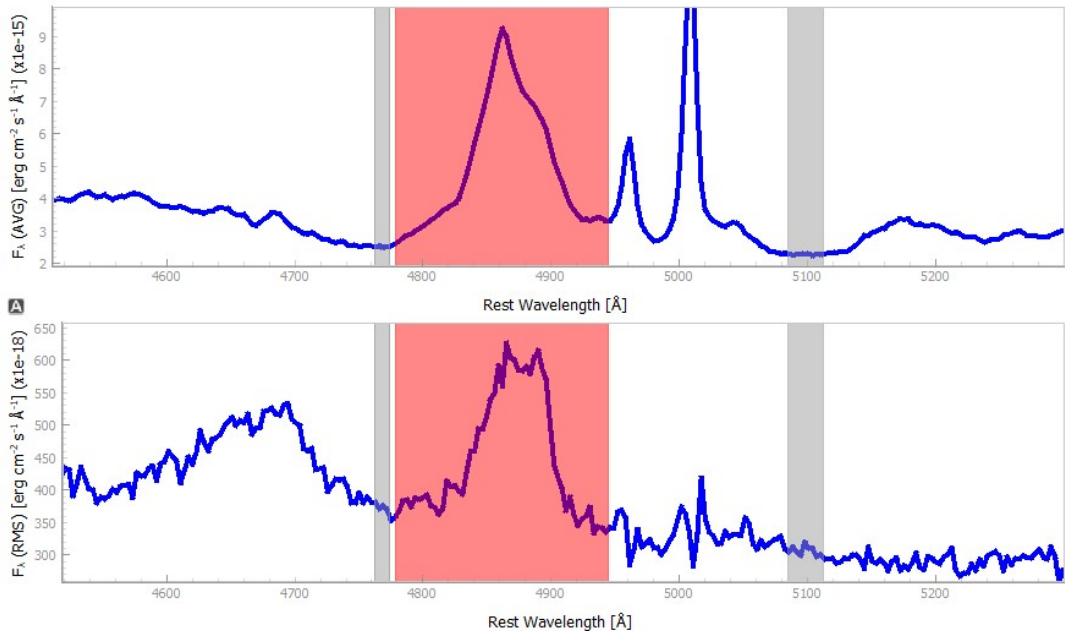 F_λ (AVG) [erg cm⁻² s⁻¹ Å⁻¹] (x1e-15)
9
8
7
6
5
4
3
2
4600 4700 4800 4900 5000 5100 5200
Rest Wavelength [Å]
A
F_λ (RMS) [erg cm⁻² s⁻¹ Å⁻¹] (x1e-18)
650
600
550
500
450
400
350
300
4600 4700 4800 4900 5000 5100 5200
Rest Wavelength [Å]